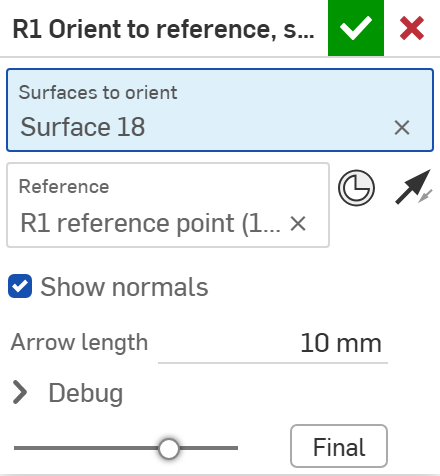 R1 Orient to reference, s...
Surfaces to orient
Surface 18
Reference
R1 reference point (1...
Show normals
Arrow length 10 mm
Debug
Final